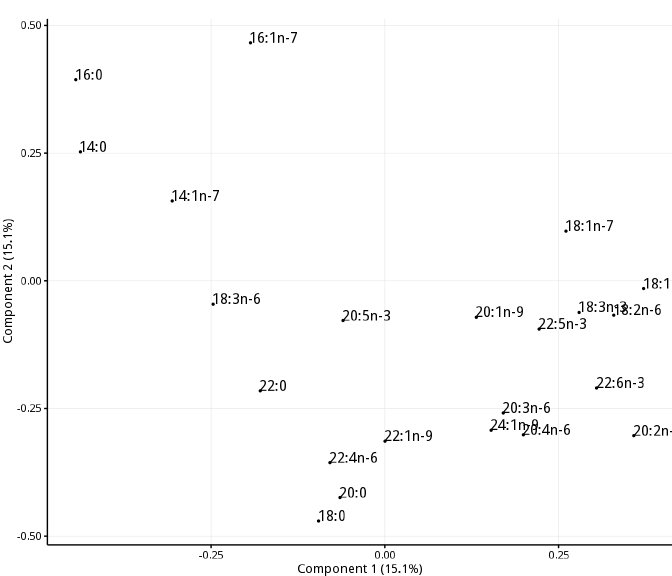 0.50
16:1n-7
16:0
0.25
14:0
14:1n-7
18:1n-7
0.00
18:1
18:3n-6
18:3n-3
18:2n-6
20:5n-3
20:1n-9
22:5n-3
22:0
22:6n-3
-0.25
20:3n-6
24:1n-9
20:4n-6
20:2n-
22:1n-9
22:4n-6
20:0
18:0
-0.50
-0.25
0.00
0.25
Component 1 (15.1%)
Component 2 (15.1%)